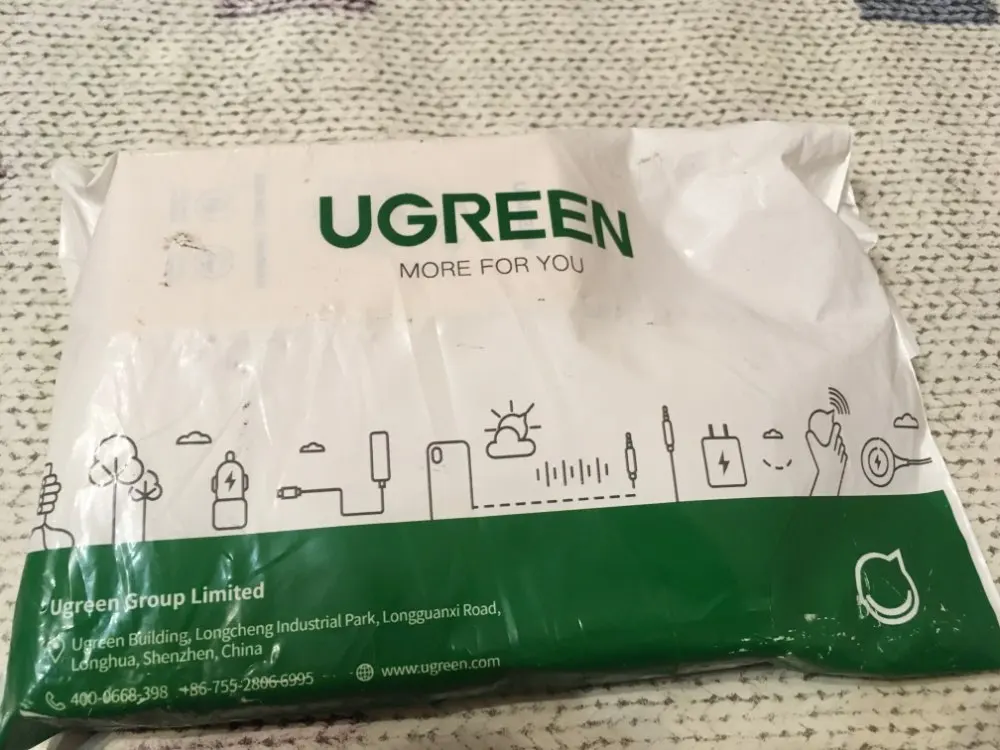 UGREEN
MORE FOR YOU
Ugreen Group Limited
Ugreen Building, Longcheng Industrial Park, Longguanxi Road,
Longhua, Shenzhen, China
400-0668-398 +86-755-2806-6995
www.ugreen.com